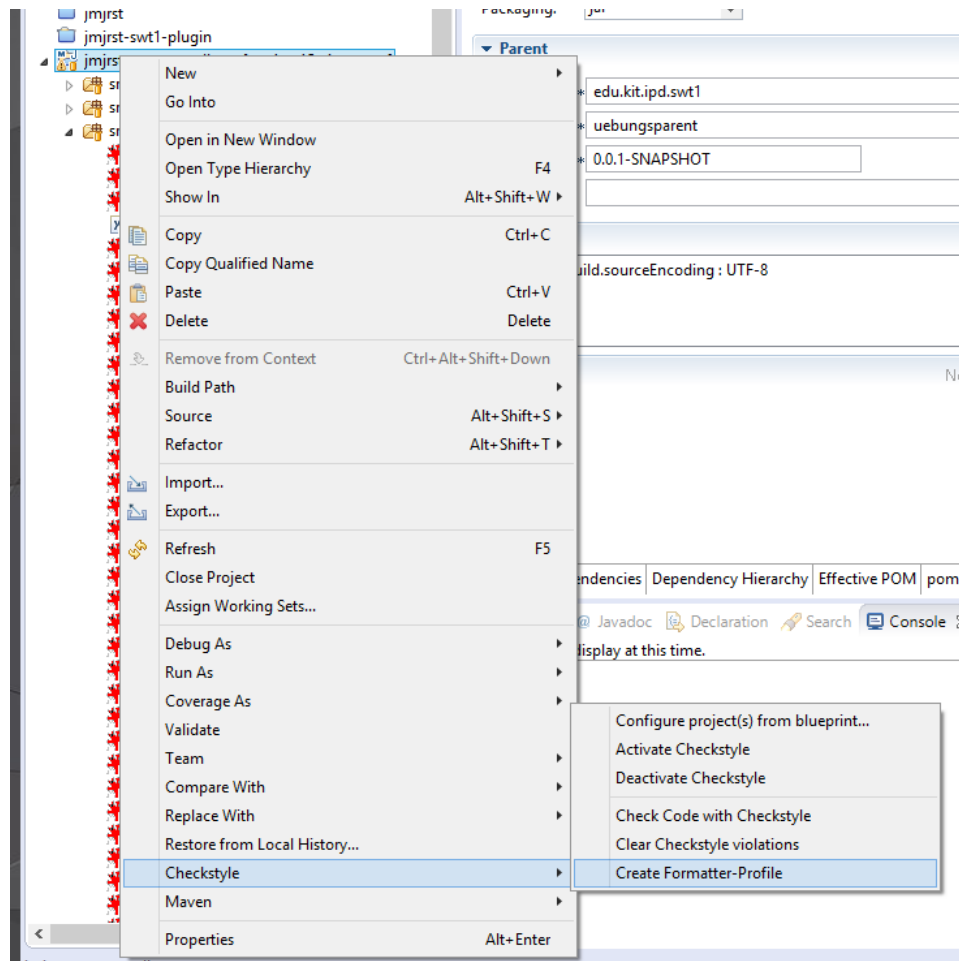 jmjrst
jmjrst-swt1-plugin
jmjrs
sr
sr
sr
New
Go Into
Open in New Window
Open Type Hierarchy F4
Show In Alt+Shift+W
Copy Ctrl+C
Copy Qualified Name
Paste Ctrl+V
Delete Delete
Remove from Context Ctrl+Alt+Shift+Down
Build Path
Source Alt+Shift+S
Refactor Alt+Shift+T
Import...
Export...
Refresh F5
Close Project
Assign Working Sets...
Debug As
Run As
Coverage As
Validate
Team
Compare With
Replace With
Restore from Local History...
Checkstyle
Maven
Properties Alt+Enter
Configure project(s) from blueprint...
Activate Checkstyle
Deactivate Checkstyle
Check Code with Checkstyle
Clear Checkstyle violations
Create Formatter-Profile
Packaging: jar
Parent
* edu.kit.ipd.swt1
* uebungsparent
* 0.0.1-SNAPSHOT
uild.sourceEncoding : UTF-8
No
endencies Dependency Hierarchy Effective POM pom
@ Javadoc Declaration Search Console
display at this time.